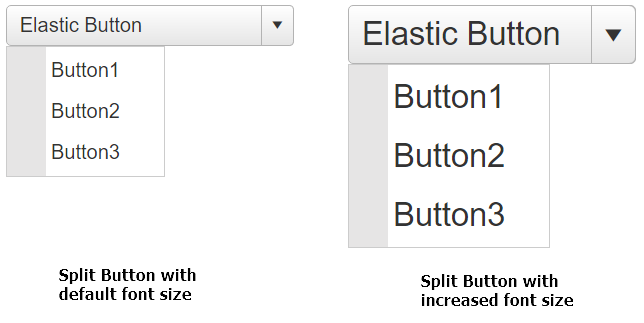 Elastic Button
Button1
Button2
Button3
Split Button with
default font size
Elastic Button
Button1
Button2
Button3
Split Button with
increased font size